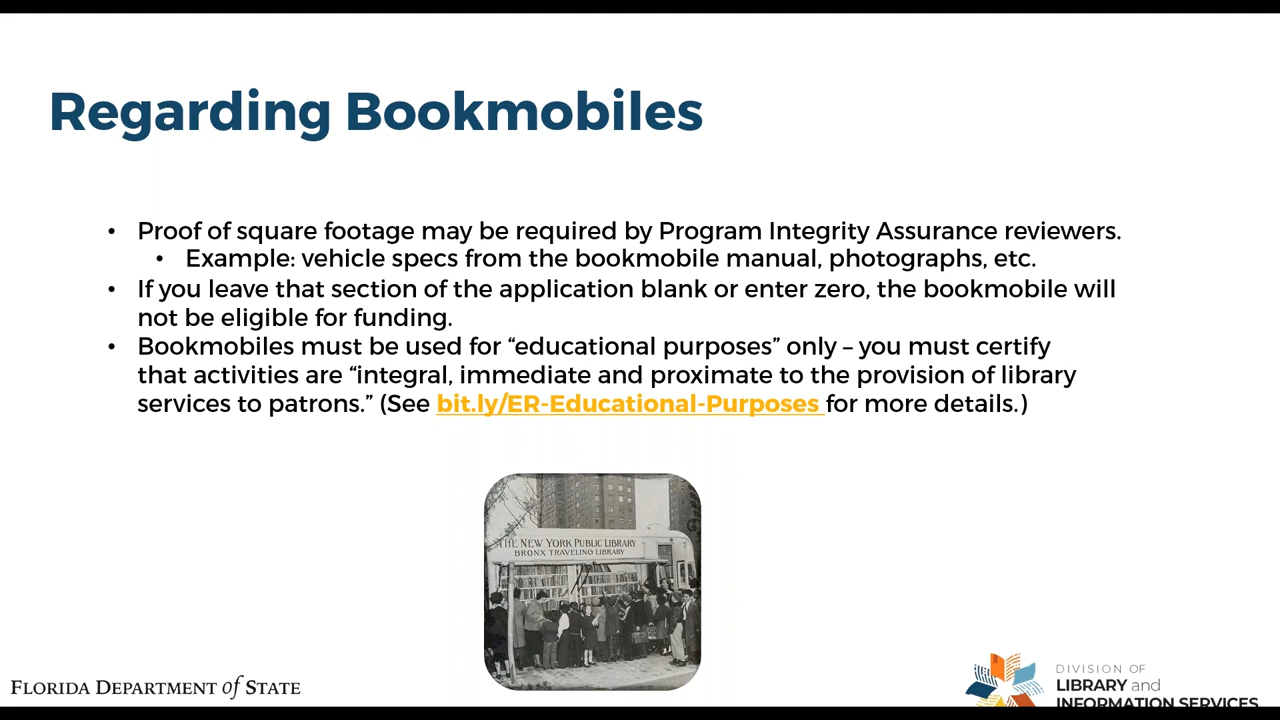 Regarding Bookmobiles
• Proof of square footage may be required by Program Integrity Assurance reviewers.
• Example: vehicle specs from the bookmobile manual, photographs, etc.
• If you leave that section of the application blank or enter zero, the bookmobile will
not be eligible for funding.
• Bookmobiles must be used for “educational purposes” only – you must certify
that activities are “integral, immediate and proximate to the provision of library
services to patrons.” (See bit.ly/ER-Educational-Purposes for more details.)
THE NEW YORK PUBLIC LIBRARY
BRONX TRAVELING LIBRARY
FLORIDA DEPARTMENT of STATE
DIVISION OF
LIBRARY and
INFORMATION SERVICES